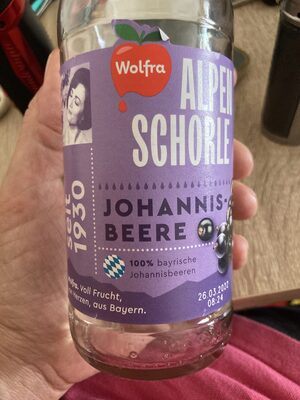 Wolfra
ALPEN
SCHORLE
seit
1930
JOHANNIS-
BEERE
100% bayrische
Johannisbeeren
Voll Frucht,
Herzen, aus Bayern.
26.03.2022
08:24